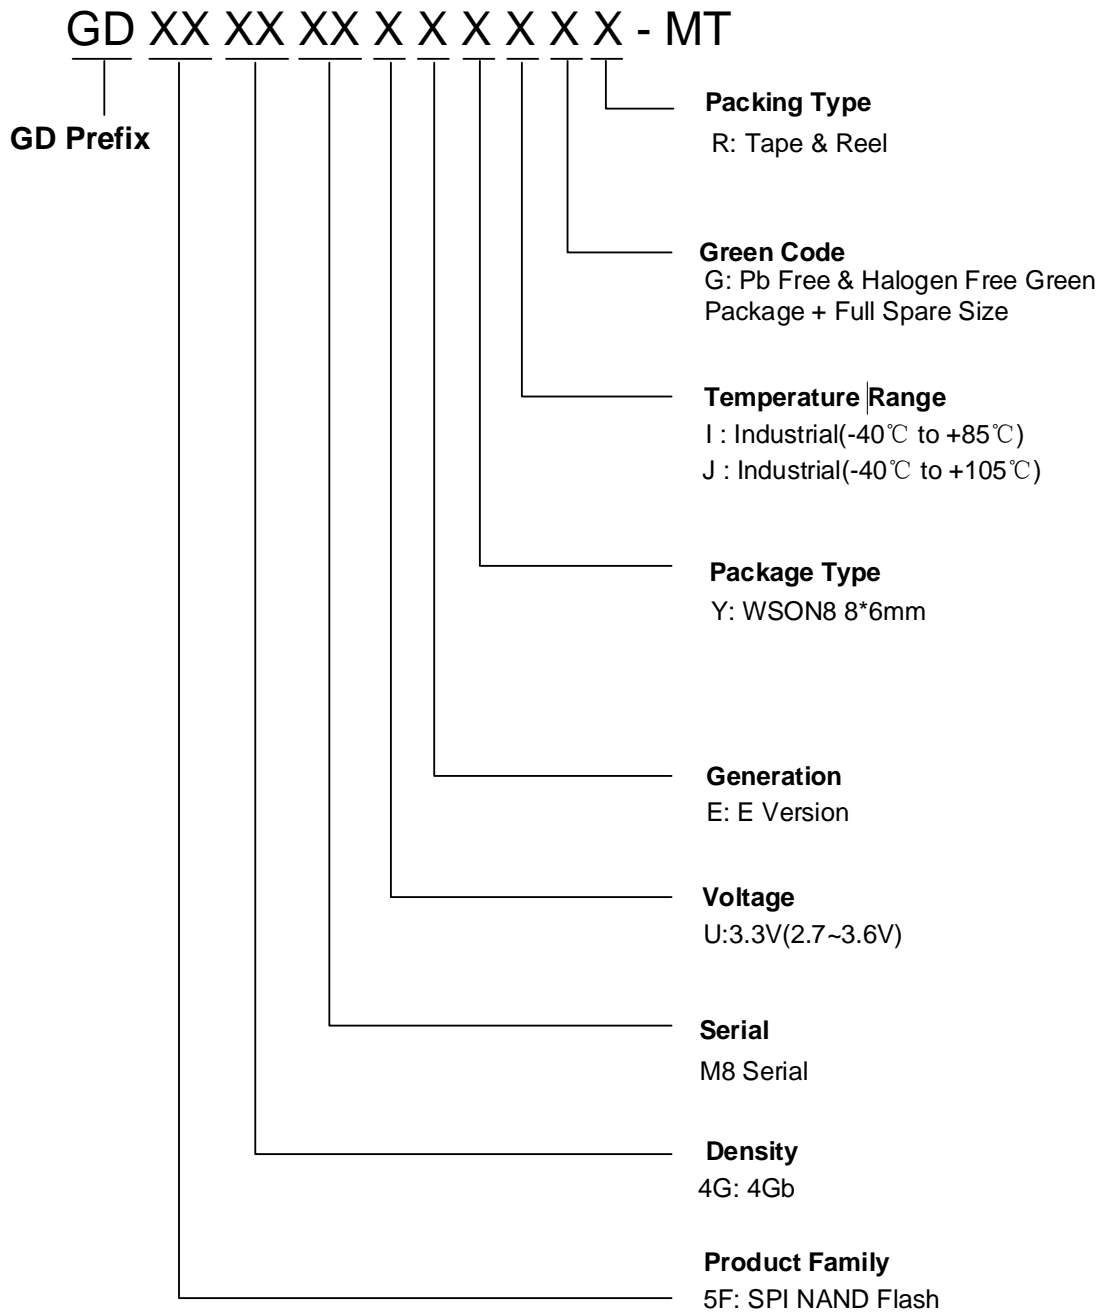 GD XX XX XX X X X X X X - MT
GD Prefix
Packing Type
R: Tape & Reel
Green Code
G: Pb Free & Halogen Free Green
Package + Full Spare Size
Temperature Range
I : Industrial(-40℃ to +85℃)
J : Industrial(-40℃ to +105℃)
Package Type
Y: WSON8 8*6mm
Generation
E: E Version
Voltage
U:3.3V(2.7~3.6V)
Serial
M8 Serial
Density
4G: 4Gb
Product Family
5F: SPI NAND Flash